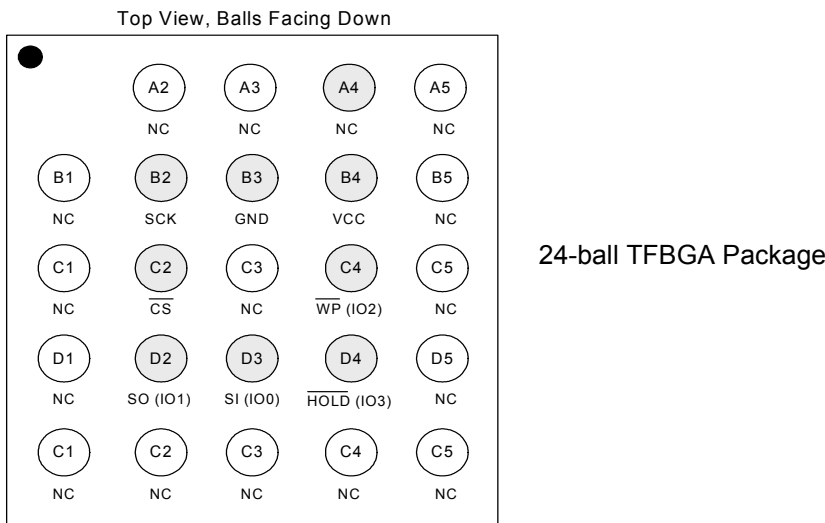 Top View, Balls Facing Down
A2 A3 A4 A5
NC NC NC NC
B1 B2 B3 B4 B5
NC SCK GND VCC NC
C1 C2 C3 C4 C5
NC C̅S̅ NC W̅P̅ (IO2) NC
24-ball TFBGA Package
D1 D2 D3 D4 D5
NC SO (IO1) SI (IO0) H̅O̅L̅D̅ (IO3) NC
C1 C2 C3 C4 C5
NC NC NC NC NC